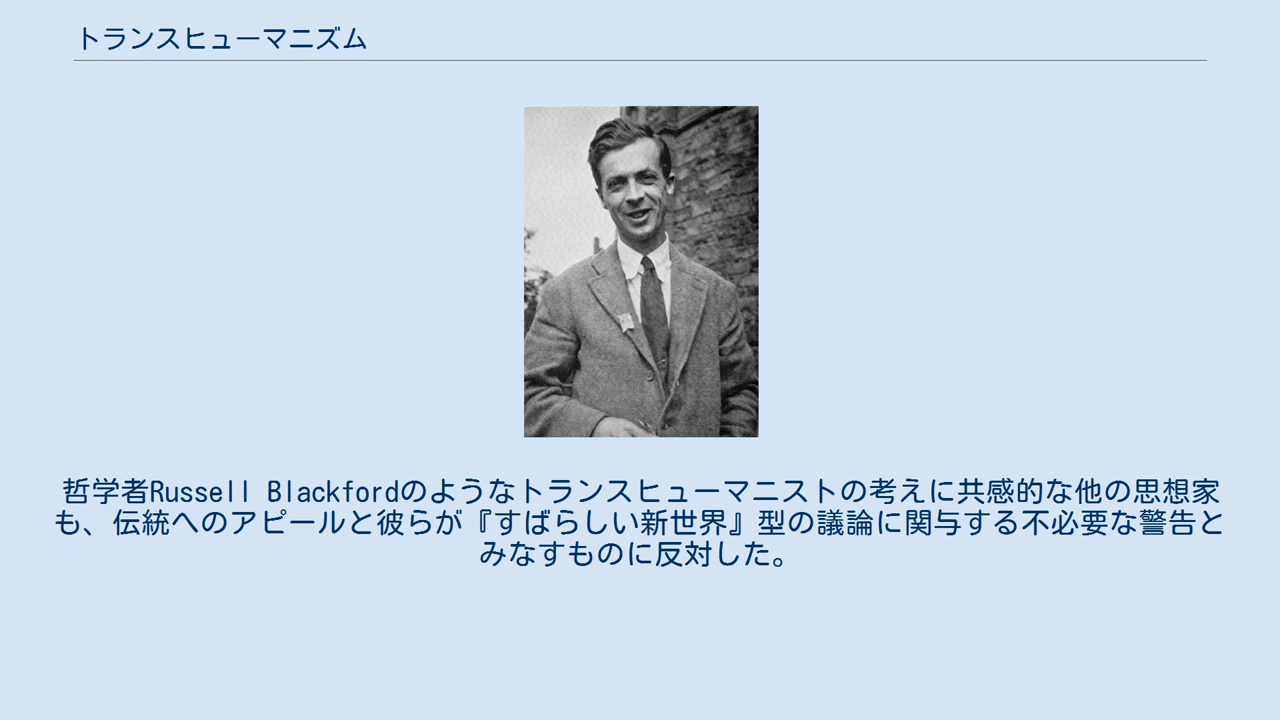 トランスヒューマニズム
哲学者Russell Blackfordのようなトランスヒューマニストの考えに共感的な他の思想家
も、伝統へのアピールと彼らが『すばらしい新世界』型の議論に関与する不必要な警告と
みなすものに反対した。